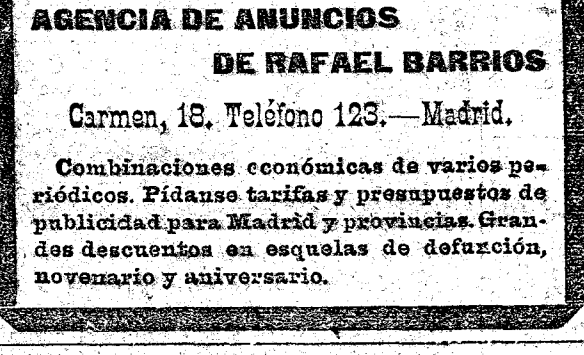 AGENCIA DE ANUNCIOS
DE RAFAEL BARRIOS
Carmen, 18. Teléfono 123.—Madrid.
Combinaciones económicas de varios pe-
riódicos. Pídanse tarifas y presupuestos de
publicidad para Madrid y provincias. Gran-
des descuentos en esquelas de defunción,
novenario y aniversario.